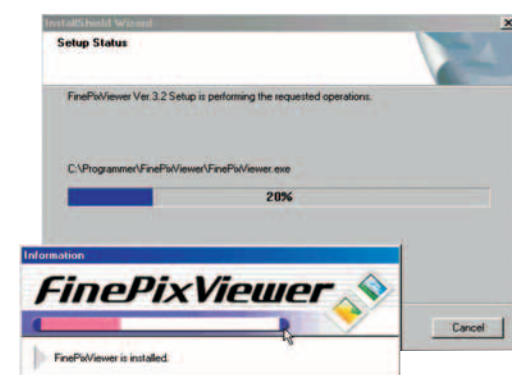 InstallShield Wizard
Setup Status
FinePixViewer Ver.3.2 Setup is performing the requested operations.
C:\Programmer\FinePixViewer\FinePixViewer.exe
20%
Cancel
Information
FinePixViewer
FinePixViewer is installed.